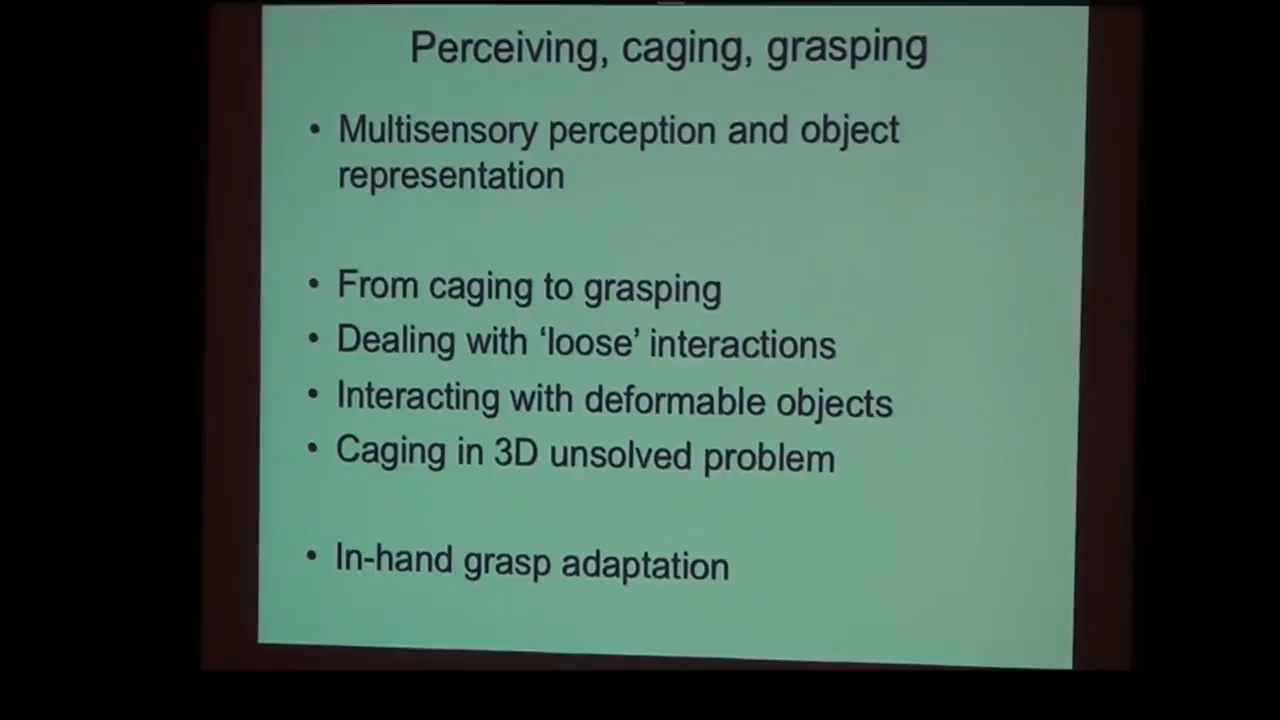 Perceiving, caging, grasping
• Multisensory perception and object
representation
• From caging to grasping
• Dealing with ‘loose’ interactions
• Interacting with deformable objects
• Caging in 3D unsolved problem
• In-hand grasp adaptation